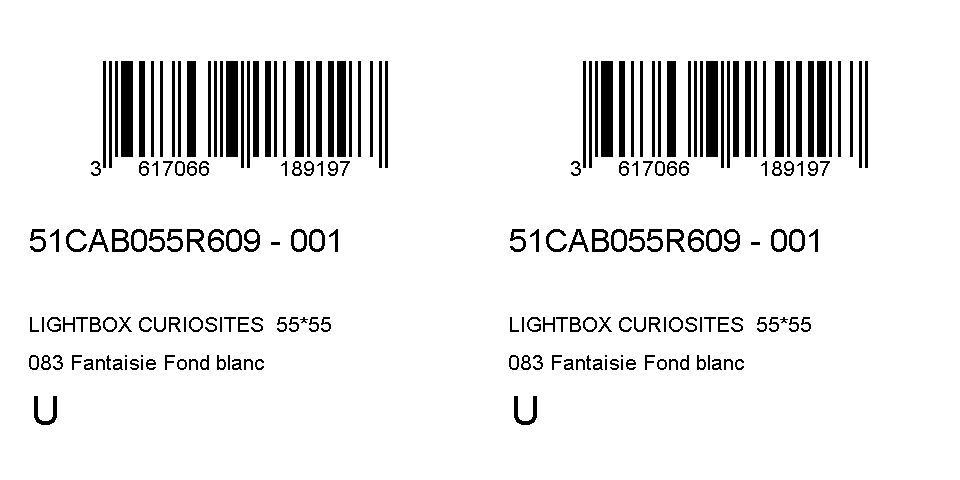 3 617066 189197
51CAB055R609 - 001
LIGHTBOX CURIOSITES  55*55
083 Fantaisie Fond blanc
U
3 617066 189197
51CAB055R609 - 001
LIGHTBOX CURIOSITES  55*55
083 Fantaisie Fond blanc
U